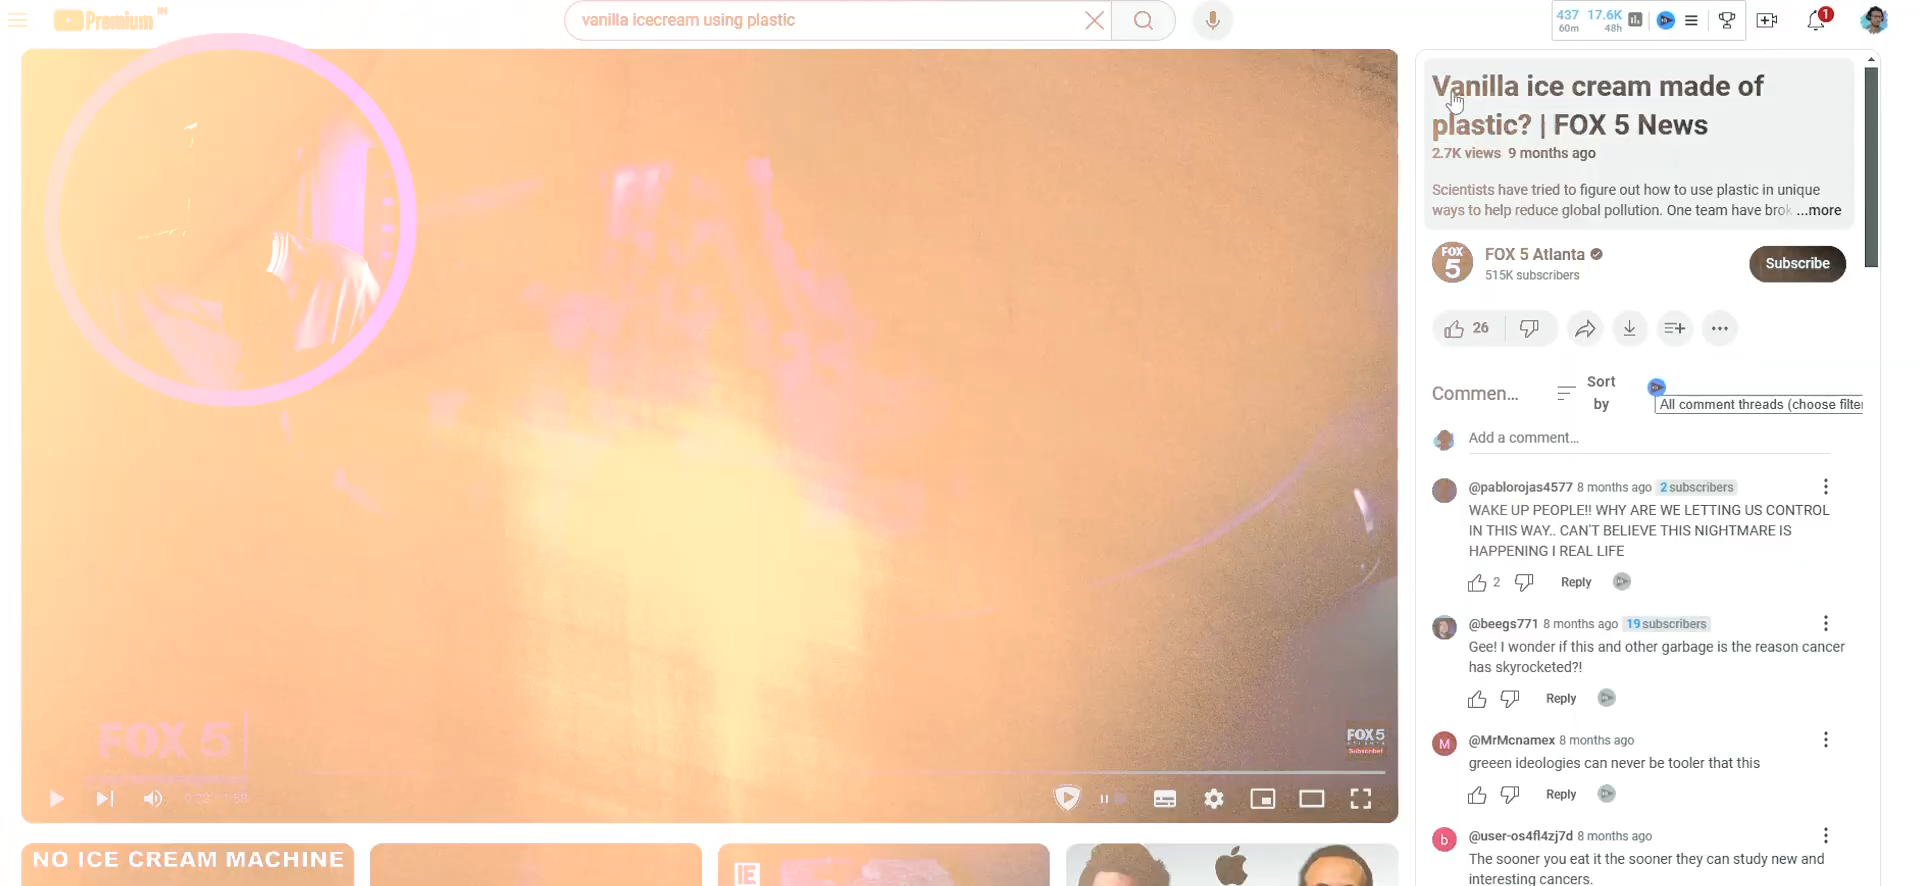 Premium IN
vanilla icecream using plastic
437 17.6K
60m 48h
1
Vanilla ice cream made of
plastic? | FOX 5 News
2.7K views 9 months ago
Scientists have tried to figure out how to use plastic in unique
ways to help reduce global pollution. One team have brok ...more
FOX 5
FOX 5 Atlanta
515K subscribers
Subscribe
26
Commen...
Sort
by
All comment threads (choose filter
Add a comment...
@pablorojas4577 8 months ago 2 subscribers
WAKE UP PEOPLE!! WHY ARE WE LETTING US CONTROL
IN THIS WAY.. CAN'T BELIEVE THIS NIGHTMARE IS
HAPPENING I REAL LIFE
2 Reply
@beegs771 8 months ago 19 subscribers
Gee! I wonder if this and other garbage is the reason cancer
has skyrocketed?!
Reply
M
@MrMcnamex 8 months ago
greeen ideologies can never be tooler that this
Reply
b
@user-os4fl4zj7d 8 months ago
The sooner you eat it the sooner they can study new and
interesting cancers.
FOX 5
FOX 5
ATLANTA
Subscribe!
NO ICE CREAM MACHINE
IE